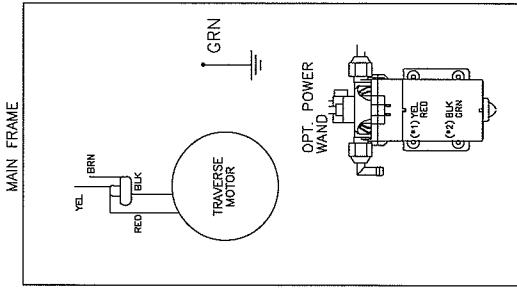 MAIN FRAME
GRN
YEL
BRN
RED
BLK
TRAVERSE
MOTOR
OPT. POWER
WAND
(*1) YEL
RED
(*2) BLK
GRN